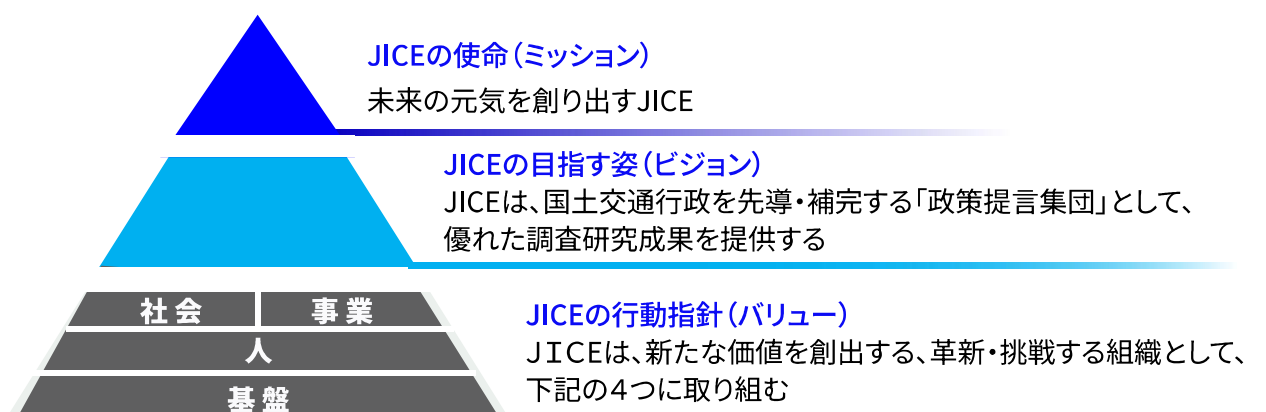 JICEの使命（ミッション）
未来の元気を創り出すJICE
JICEの目指す姿（ビジョン）
JICEは、国土交通行政を先導・補完する「政策提言集団」として、
優れた調査研究成果を提供する
社会 事業
人
基盤
JICEの行動指針（バリュー）
ＪＩＣEは、新たな価値を創出する、革新・挑戦する組織として、
下記の４つに取り組む